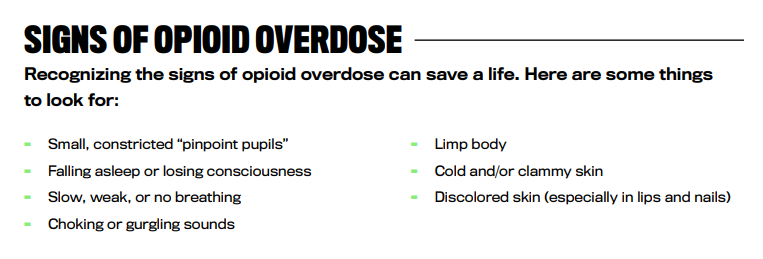 SIGNS OF OPIOID OVERDOSE
Recognizing the signs of opioid overdose can save a life. Here are some things
to look for:
Small, constricted “pinpoint pupils”
Falling asleep or losing consciousness
Slow, weak, or no breathing
Choking or gurgling sounds
Limp body
Cold and/or clammy skin
Discolored skin (especially in lips and nails)